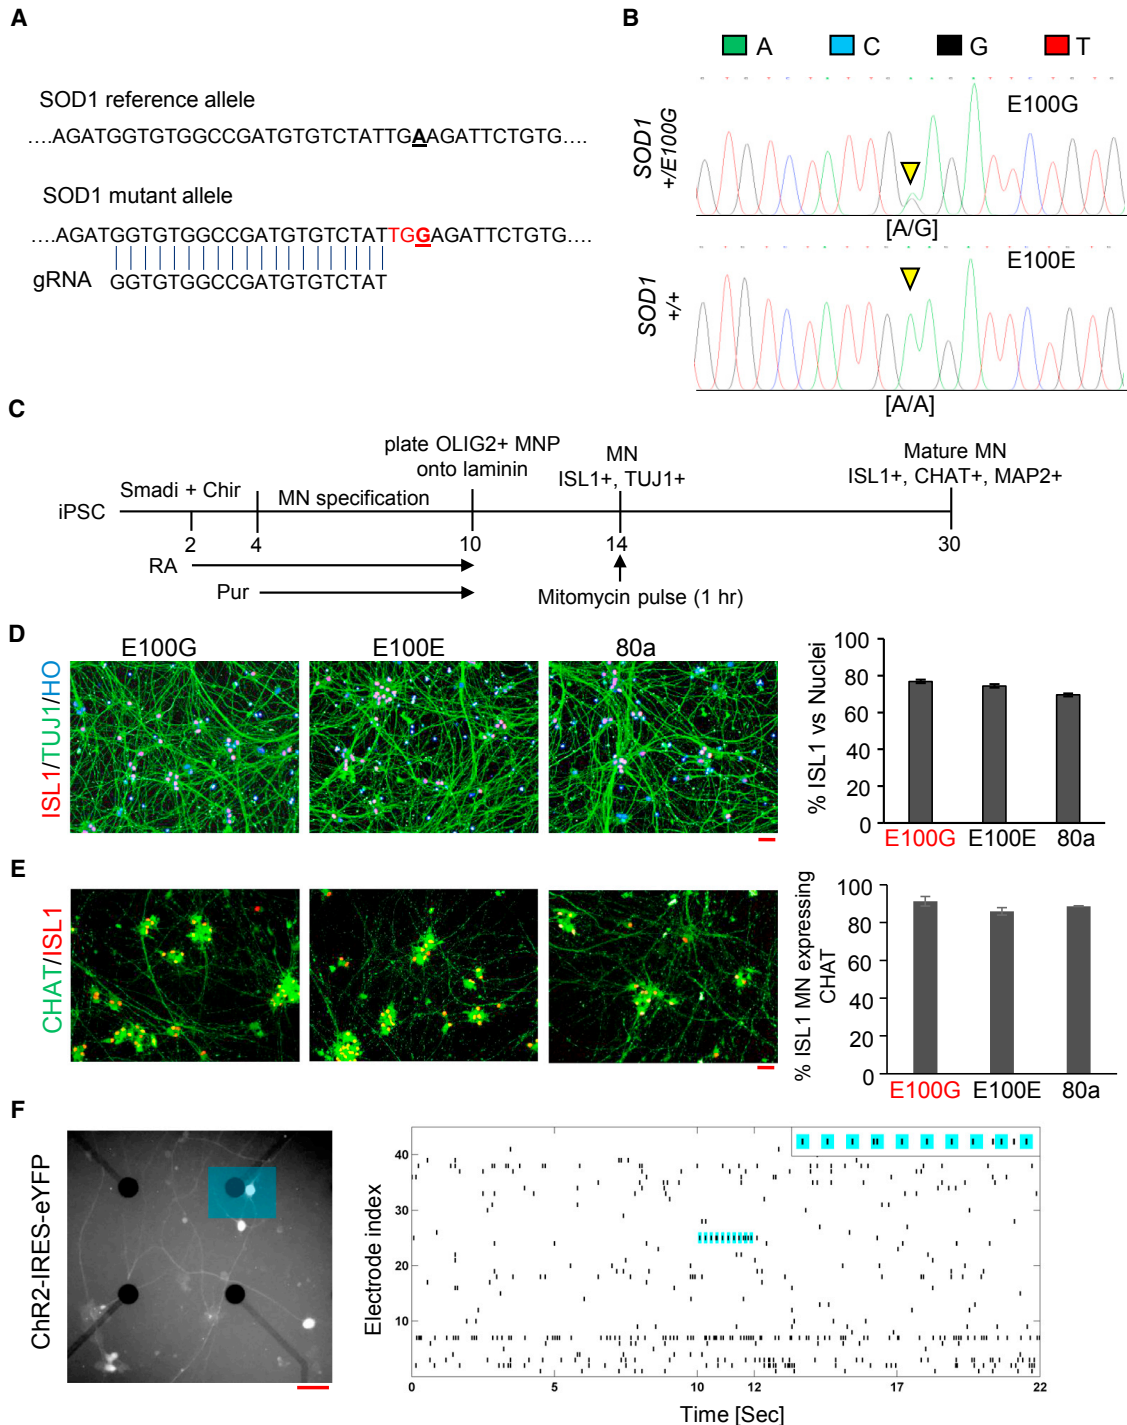 A
SOD1 reference allele
....AGATGGTGTGGCCGATGTGTCTATTGAAGATTCTGTG....
SOD1 mutant allele
....AGATGGTGTGGCCGATGTGTCTATTGGAGATTCTGTG....
gRNA GGTGTGGCCGATGTGTCTAT
B
A C G T
SOD1 +/E100G
E100G
[A/G]
SOD1 +/+
E100E
[A/A]
C
plate OLIG2+ MNP
onto laminin
MN
ISL1+, TUJ1+
Mature MN
ISL1+, CHAT+, MAP2+
Smadi + Chir
MN specification
iPSC
2 4 10 14 30
RA
Pur
Mitomycin pulse (1 hr)
D
E100G E100E 80a
ISL1/TUJ1/HO
% ISL1 vs Nuclei
100
80
60
40
20
0
E100G E100E 80a
E
CHAT/ISL1
% ISL1 MN expressing
CHAT
100
80
60
40
20
0
E100G E100E 80a
F
ChR2-IRES-eYFP
Electrode index
40
30
20
10
0 5 10 12 17 22
Time [Sec]